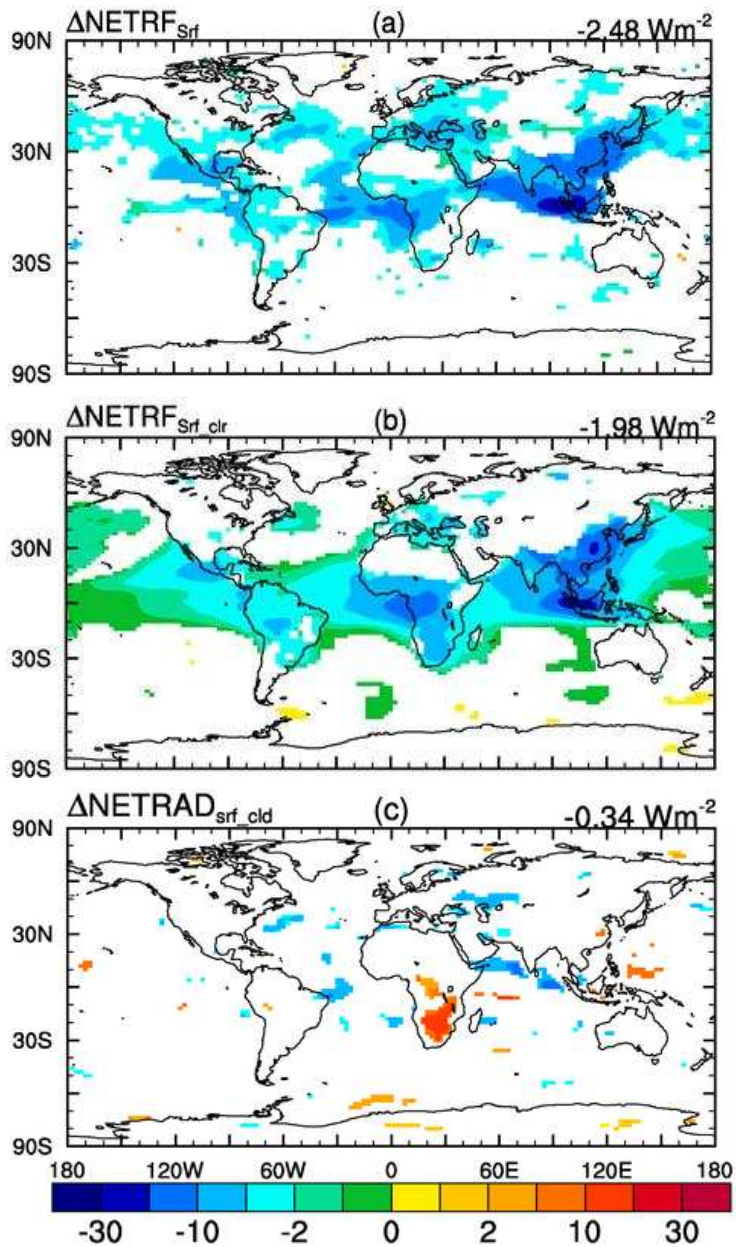 ΔNETRF_Srf (a) -2.48 Wm⁻²
90N
30N
30S
90S
ΔNETRF_Srf_clr (b) -1.98 Wm⁻²
90N
30N
30S
90S
ΔNETRAD_srf_cld (c) -0.34 Wm⁻²
90N
30N
30S
90S
180 120W 60W 0 60E 120E 180
-30 -10 -2 0 2 10 30